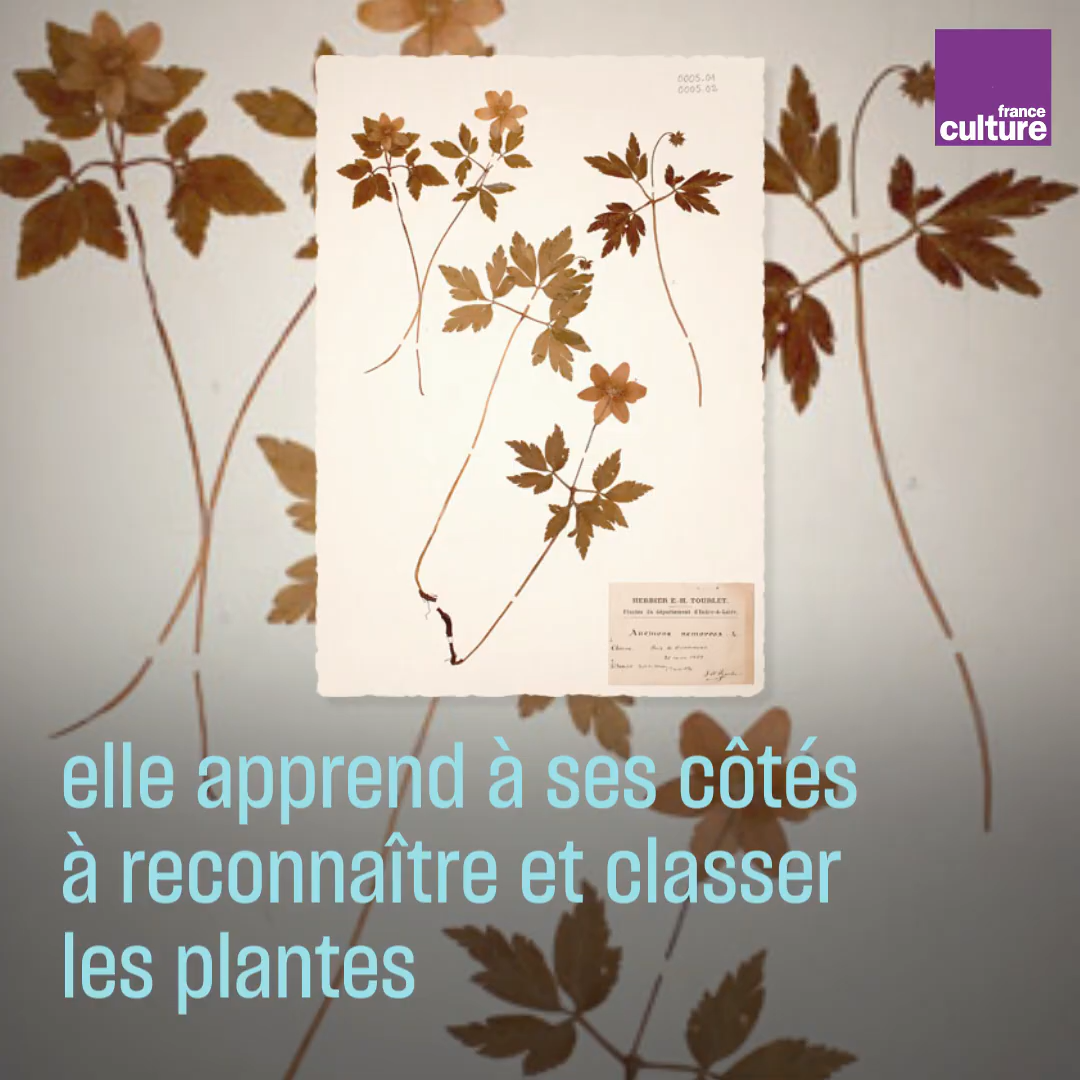 0005.01
0005.02
france
culture
HERBIER E.-H. TOURLET.
Plantes du département d'Indre-&-Loire.
Anemone nemorosa L.
elle apprend à ses côtés
à reconnaître et classer
les plantes